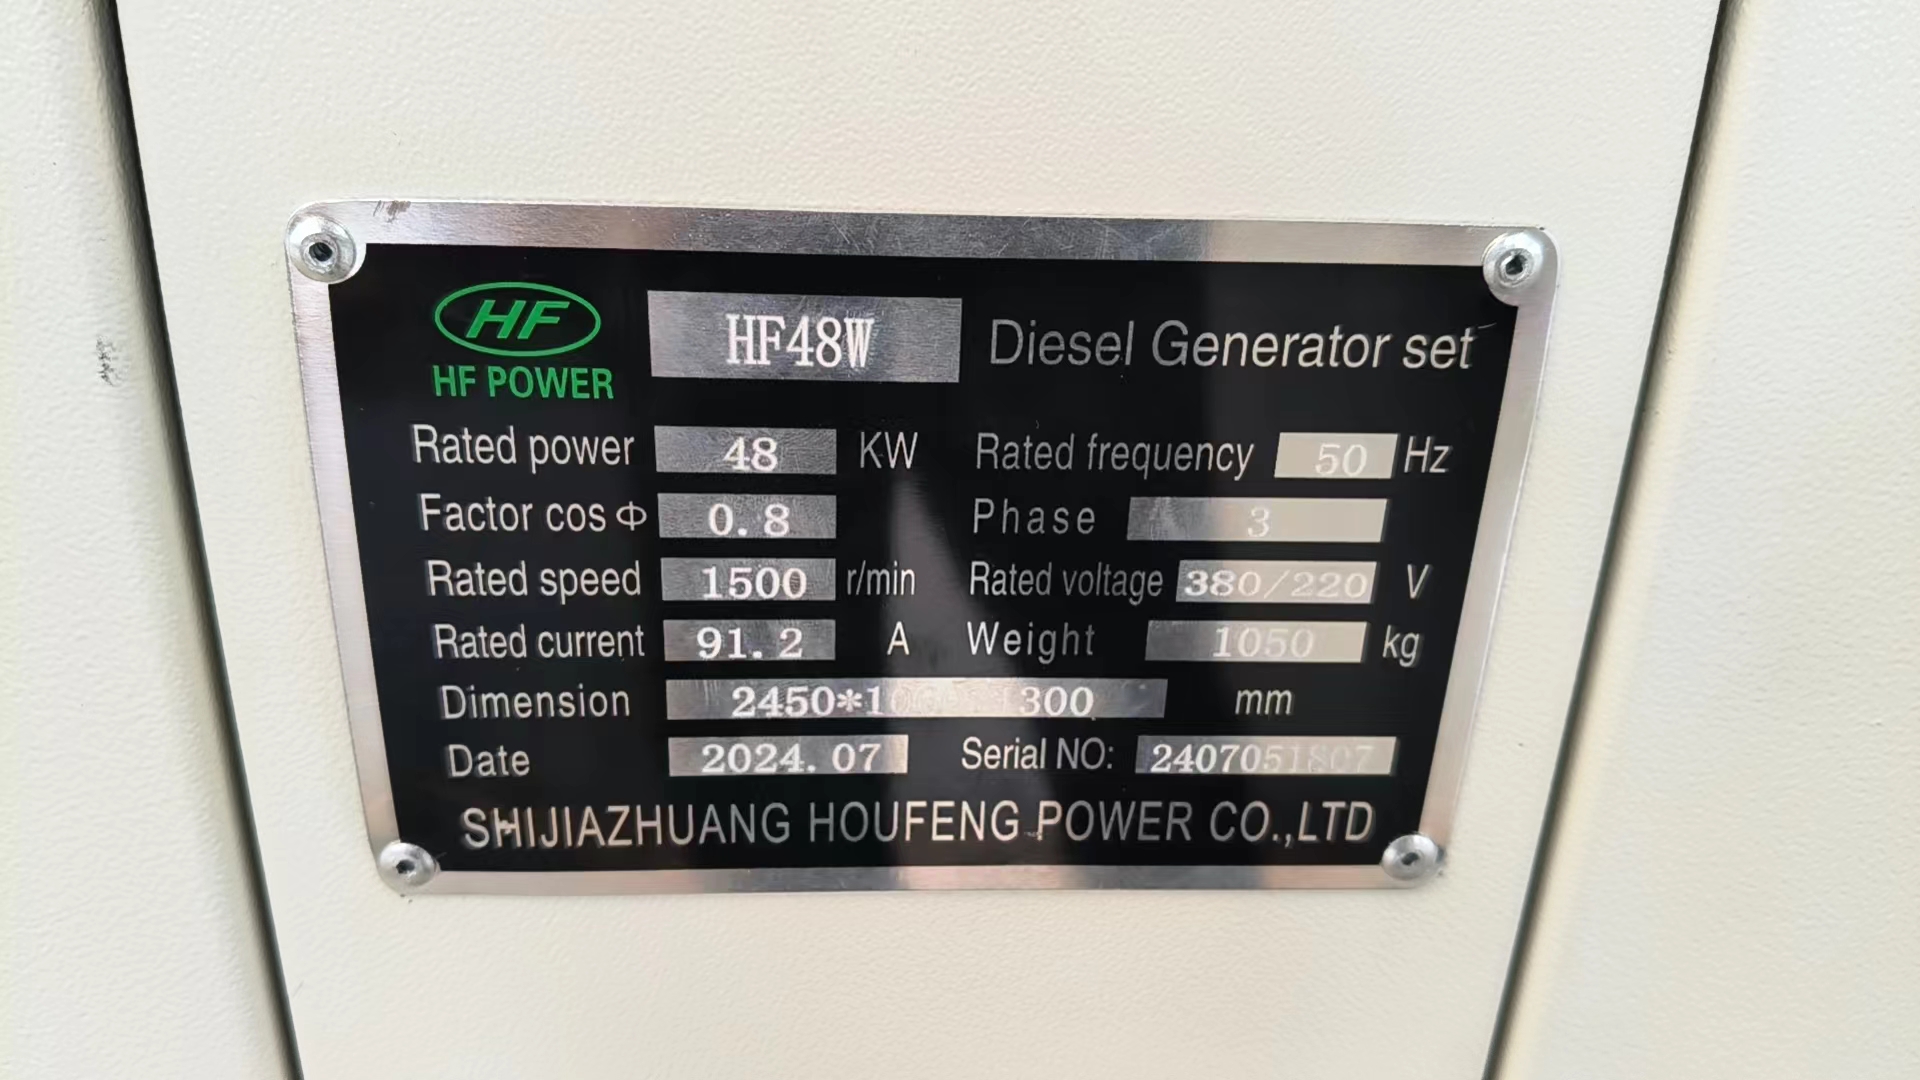 HF HF48W Diesel Generator set
HF POWER
Rated power 48 KW Rated frequency 50 Hz
Factor cos Φ 0.8 Phase 3
Rated speed 1500 r/min Rated voltage 380/220 V
Rated current 91.2 A Weight 1050 kg
Dimension mm
Date 2024.07 Serial NO: 2407051807
SHIJIAZHUANG HOUFENG POWER CO.,LTD